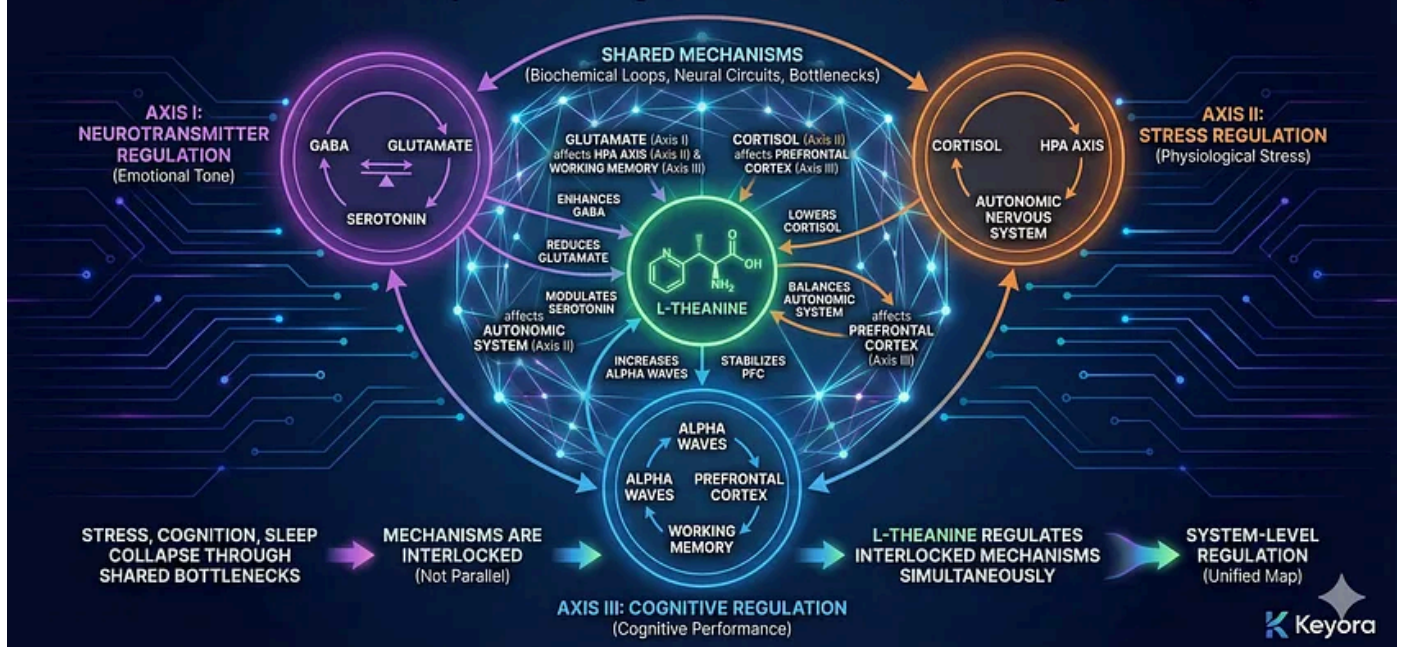 SHARED MECHANISMS
(Biochemical Loops, Neural Circuits, Bottlenecks)
AXIS I:
NEUROTRANSMITTER
REGULATION
(Emotional Tone)
GABA
GLUTAMATE
SEROTONIN
GLUTAMATE (Axis I)
affects HPA AXIS (Axis II) &
WORKING MEMORY (Axis III)
CORTISOL (Axis II)
affects PREFRONTAL
CORTEX (Axis III)
CORTISOL
HPA AXIS
AUTONOMIC
NERVOUS
SYSTEM
AXIS II:
STRESS REGULATION
(Physiological Stress)
ENHANCES
GABA
REDUCES
GLUTAMATE
MODULATES
SEROTONIN
affects
AUTONOMIC
SYSTEM (Axis II)
N
O
OH
NH2
L-THEANINE
LOWERS
CORTISOL
BALANCES
AUTONOMIC
SYSTEM
affects
PREFRONTAL
CORTEX
(Axis III)
INCREASES
ALPHA WAVES
STABILIZES
PFC
ALPHA
WAVES
ALPHA
WAVES
PREFRONTAL
CORTEX
WORKING
MEMORY
STRESS, COGNITION, SLEEP
COLLAPSE THROUGH
SHARED BOTTLENECKS
MECHANISMS ARE
INTERLOCKED
(Not Parallel)
L-THEANINE REGULATES
INTERLOCKED MECHANISMS
SIMULTANEOUSLY
SYSTEM-LEVEL
REGULATION
(Unified Map)
AXIS III: COGNITIVE REGULATION
(Cognitive Performance)
Keyora